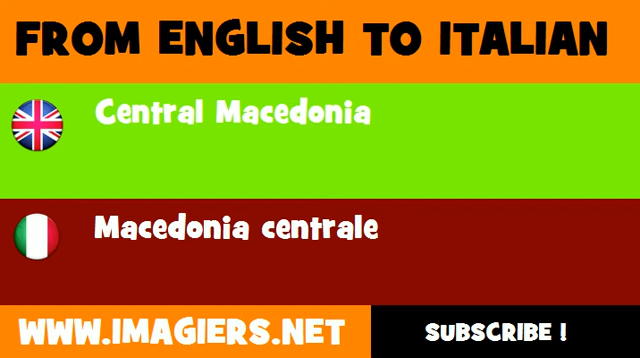 FROM ENGLISH TO ITALIAN
Central Macedonia
Macedonia centrale
WWW.IMAGIERS.NET
SUBSCRIBE !